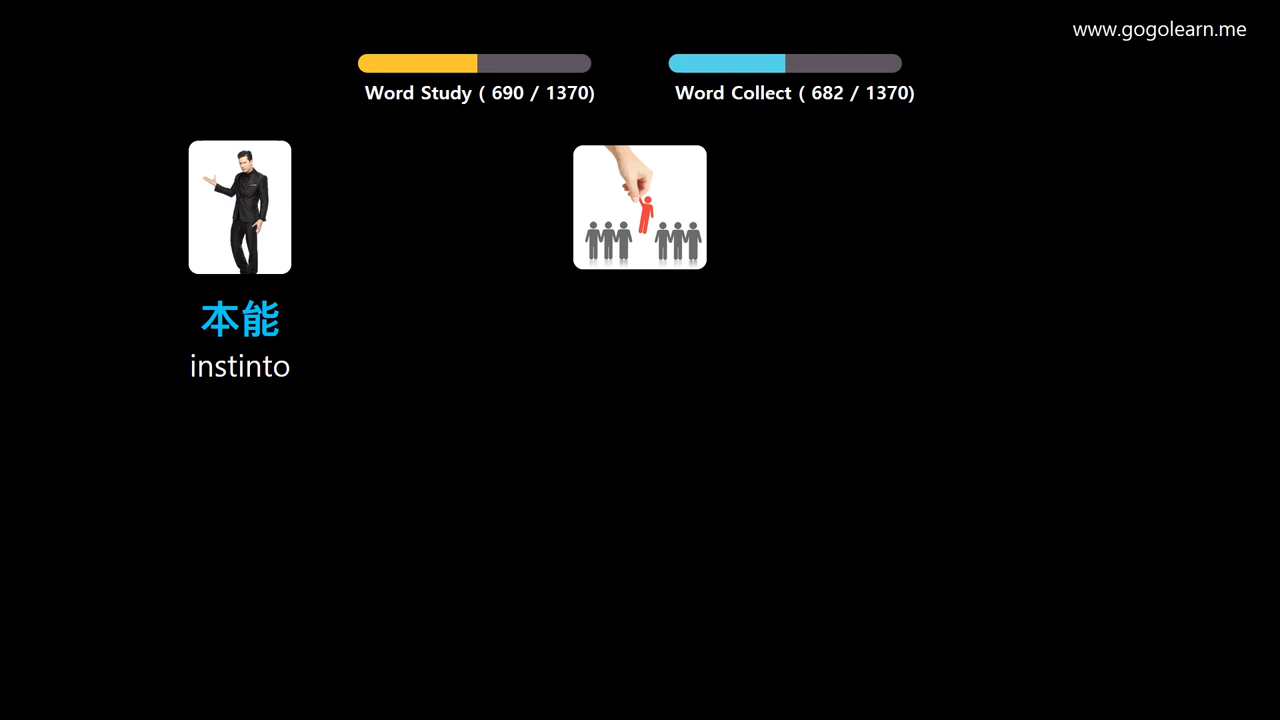 www.gogolearn.me
Word Study ( 690 / 1370)
Word Collect ( 682 / 1370)
本能
instinto